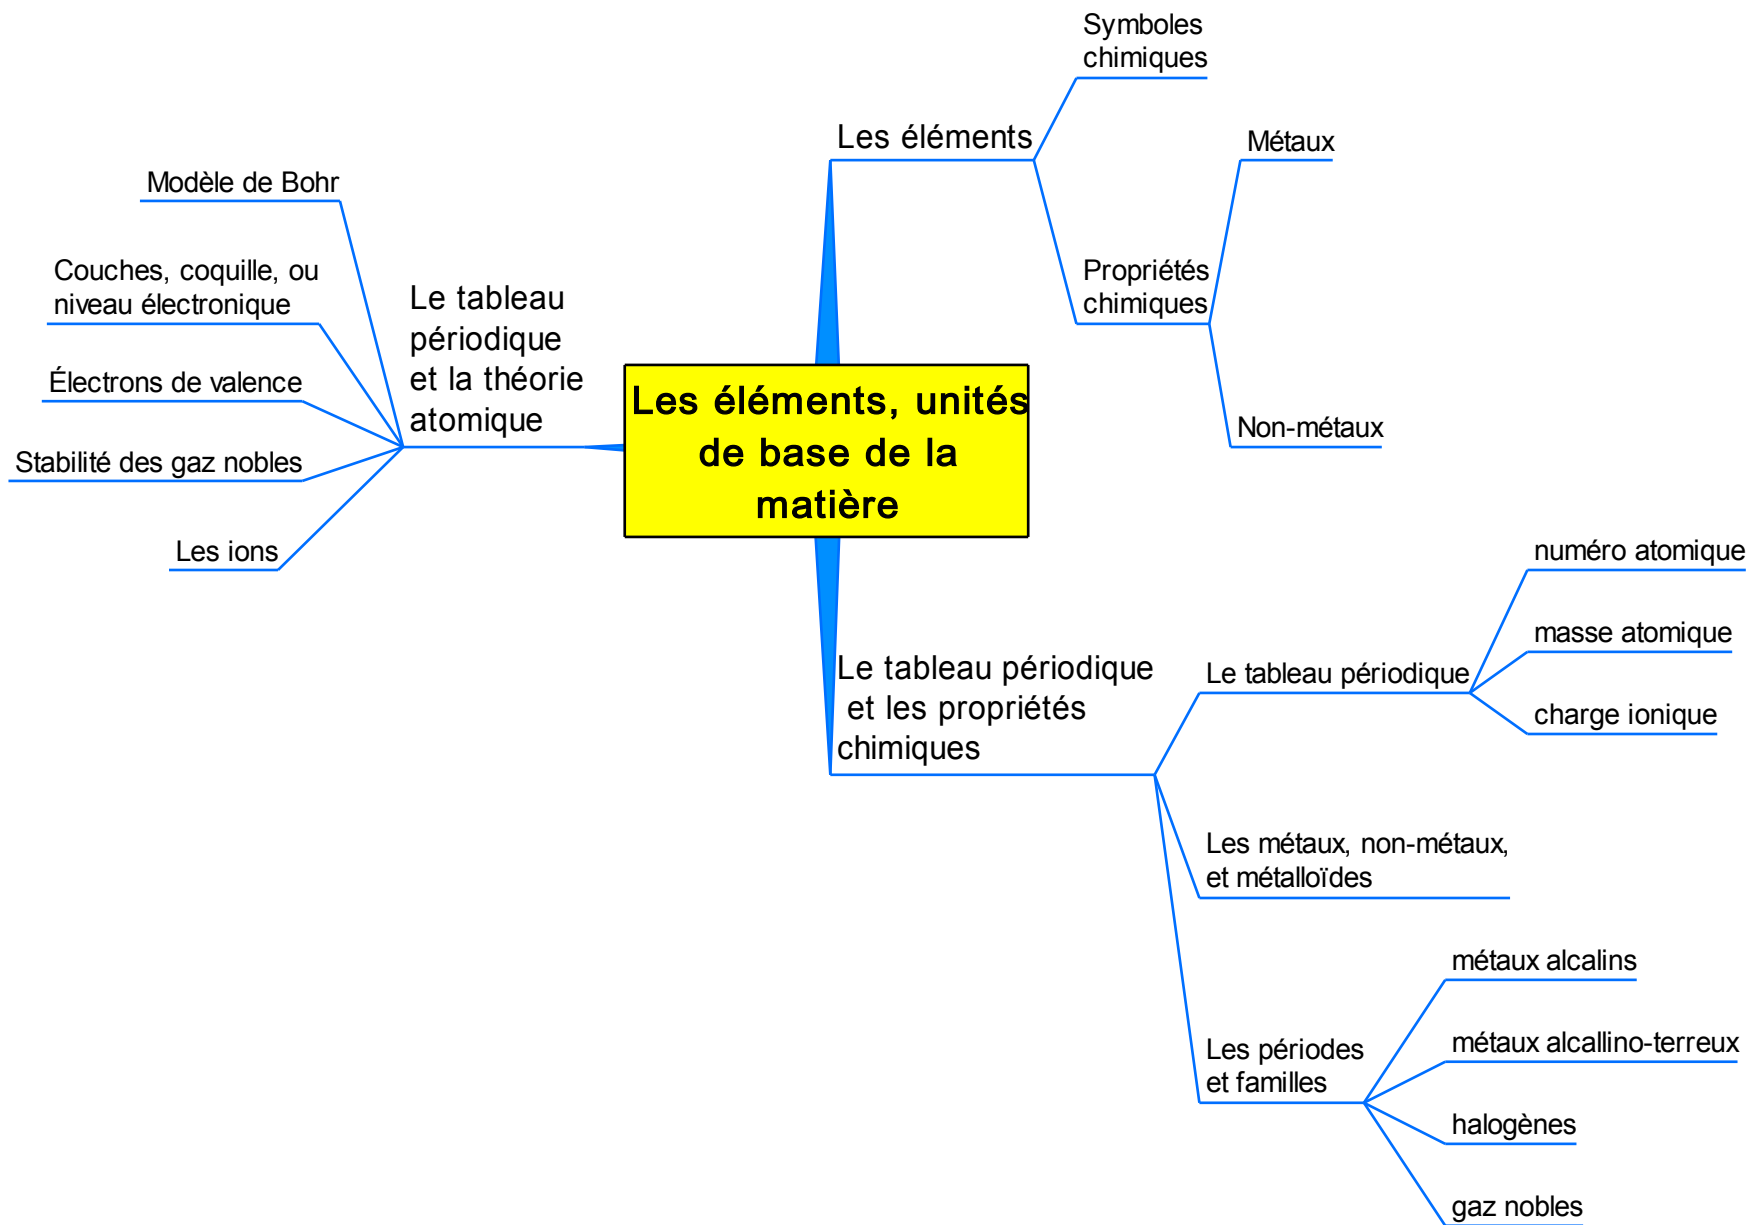 Les éléments, unités
de base de la
matière
Les éléments
Symboles
chimiques
Propriétés
chimiques
Métaux
Non-métaux
Le tableau périodique
et les propriétés
chimiques
Le tableau périodique
numéro atomique
masse atomique
charge ionique
Les métaux, non-métaux,
et métalloïdes
Les périodes
et familles
métaux alcalins
métaux alcallino-terreux
halogènes
gaz nobles
Le tableau
périodique
et la théorie
atomique
Modèle de Bohr
Couches, coquille, ou
niveau électronique
Électrons de valence
Stabilité des gaz nobles
Les ions